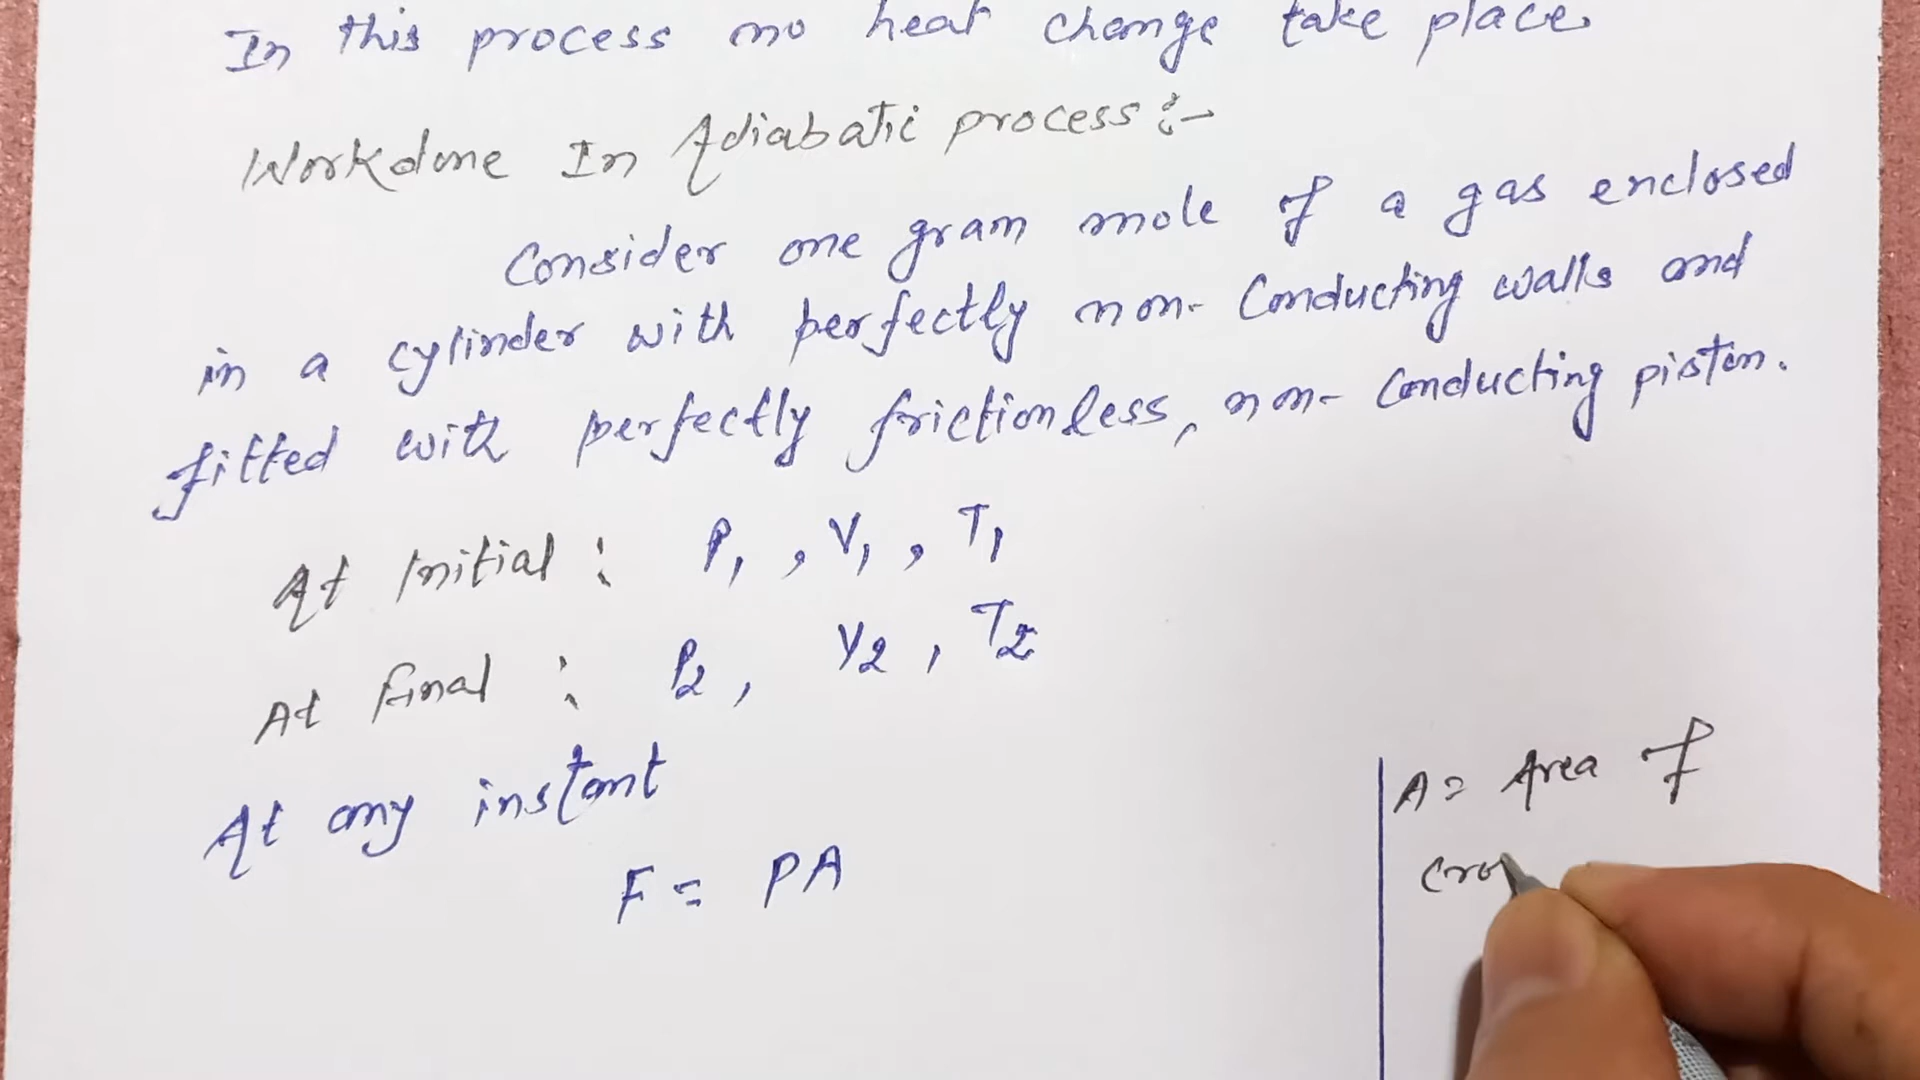 In this process no heat change take place
Workdone In Adiabatic process :-
Consider one gram mole of a gas enclosed
in a cylinder with perfectly non-Conducting walls and
fitted with perfectly frictionless, non-Conducting piston.
At Initial : P1 , V1 , T1
At final : P2 , V2 , T2
At any instant
F = PA
A = Area of
Cro